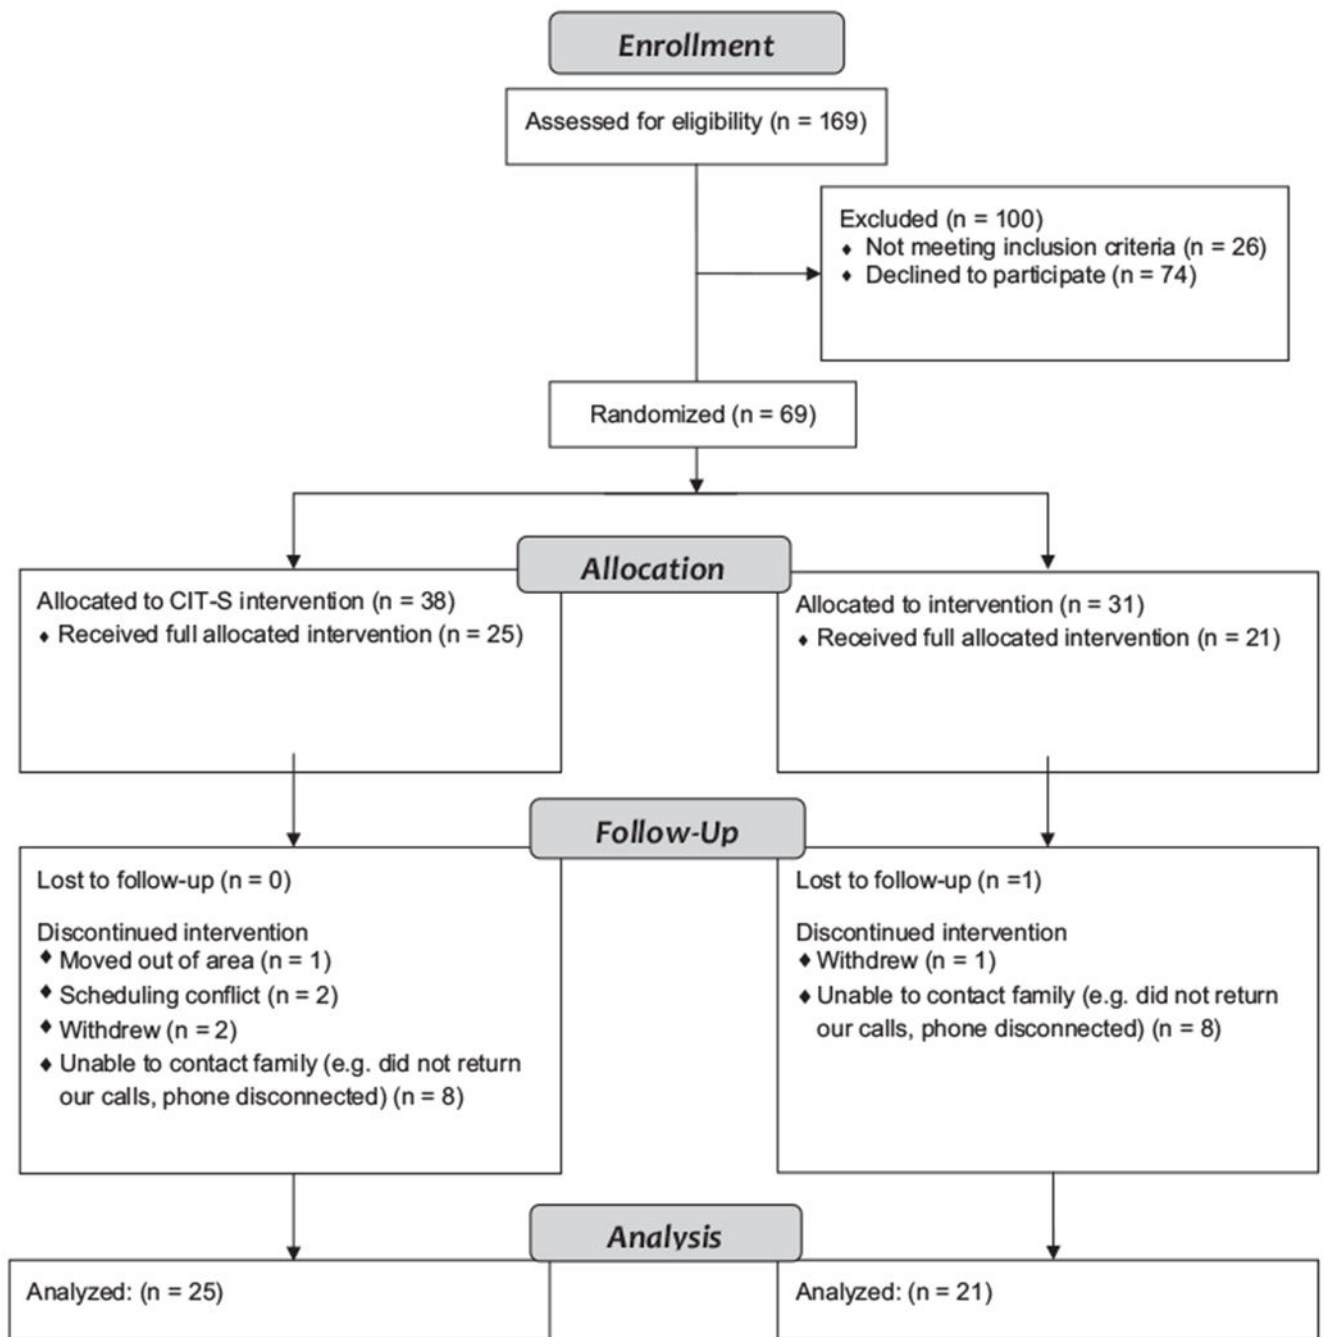 Enrollment
Assessed for eligibility (n = 169)
Excluded (n = 100)
♦ Not meeting inclusion criteria (n = 26)
♦ Declined to participate (n = 74)
Randomized (n = 69)
Allocation
Allocated to CIT-S intervention (n = 38)
♦ Received full allocated intervention (n = 25)
Allocated to intervention (n = 31)
♦ Received full allocated intervention (n = 21)
Follow-Up
Lost to follow-up (n = 0)
Discontinued intervention
♦ Moved out of area (n = 1)
♦ Scheduling conflict (n = 2)
♦ Withdrew (n = 2)
♦ Unable to contact family (e.g. did not return
our calls, phone disconnected) (n = 8)
Lost to follow-up (n =1)
Discontinued intervention
♦ Withdrew (n = 1)
♦ Unable to contact family (e.g. did not return
our calls, phone disconnected) (n = 8)
Analysis
Analyzed: (n = 25)
Analyzed: (n = 21)